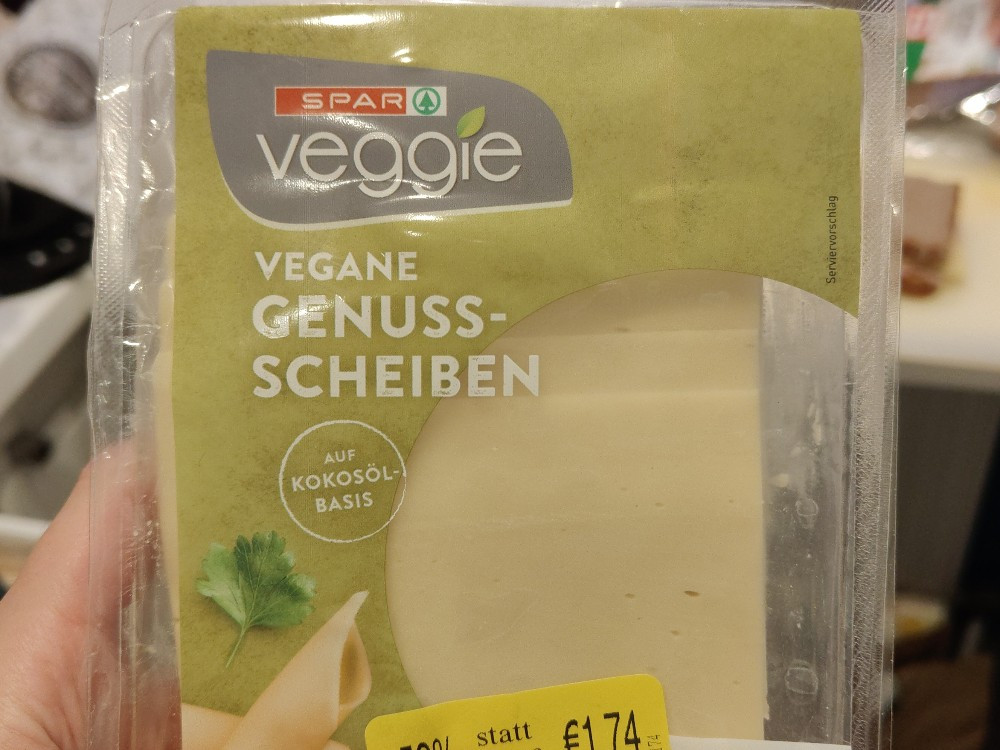 SPAR
veggie
VEGANE
GENUSS-
SCHEIBEN
AUF
KOKOSÖL-
BASIS
Serviervorschlag
statt
€1,74